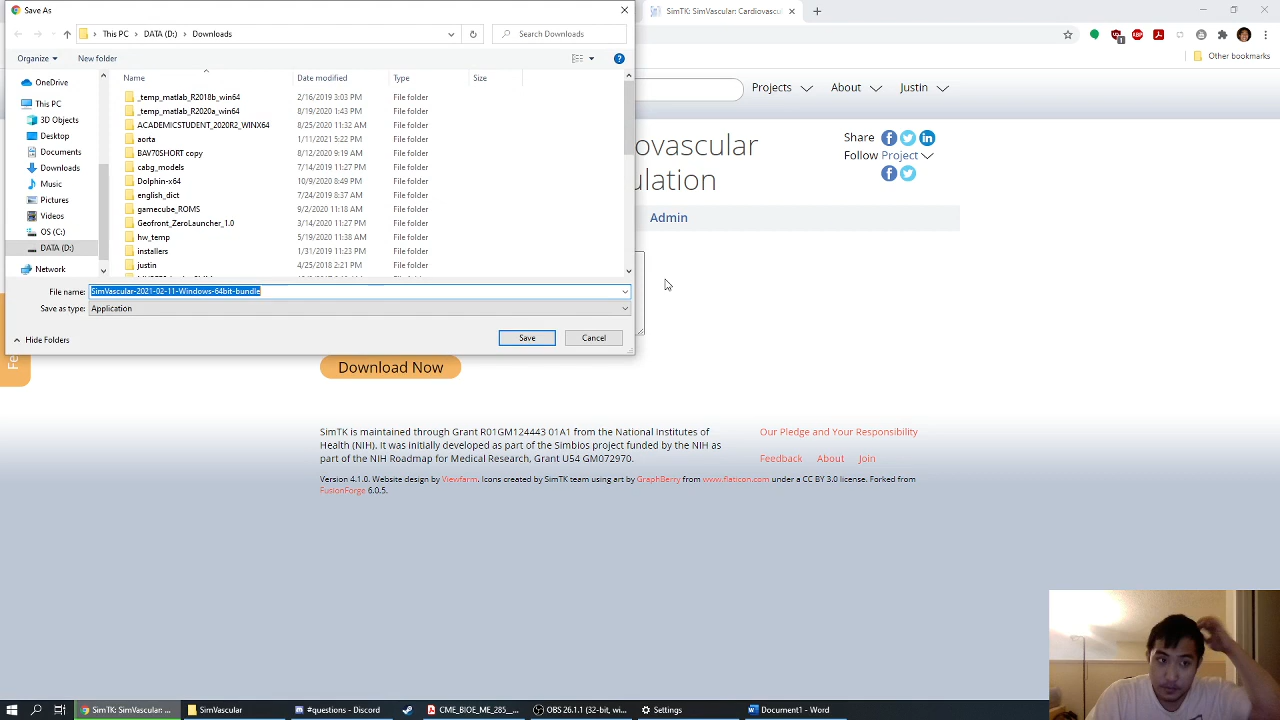 Save As
SimTK: SimVascular: Cardiovascu
This PC
DATA (D:)
Downloads
Search Downloads
Organize
New folder
Other bookmarks
Name
Date modified
Type
Size
OneDrive
This PC
3D Objects
Desktop
Documents
Downloads
Music
Pictures
Videos
OS (C:)
DATA (D:)
Network
_temp_matlab_R2018b_win64 2/16/2019 3:03 PM File folder
_temp_matlab_R2020a_win64 8/19/2020 1:43 PM File folder
ACADEMICSTUDENT_2020R2_WINX64 8/25/2020 11:32 AM File folder
aorta 1/11/2021 5:22 PM File folder
BAV70SHORT copy 8/12/2020 9:19 AM File folder
cabg_models 7/14/2019 11:27 PM File folder
Dolphin-x64 10/9/2020 8:49 PM File folder
english_dict 7/24/2019 8:37 AM File folder
gamecube_ROMS 9/2/2020 11:18 AM File folder
Geofront_ZeroLauncher_1.0 3/14/2020 11:27 PM File folder
hw_temp 5/19/2020 11:38 AM File folder
installers 1/31/2019 11:23 PM File folder
justin 4/25/2018 2:21 PM File folder
File name: SimVascular-2021-02-11-Windows-64bit-bundle
Save as type: Application
Hide Folders
Save
Cancel
Projects
About
Justin
ovascular
ulation
Share
Follow Project
Admin
Download Now
SimTK is maintained through Grant R01GM124443 01A1 from the National Institutes of
Health (NIH). It was initially developed as part of the Simbios project funded by the NIH as
part of the NIH Roadmap for Medical Research, Grant U54 GM072970.
Our Pledge and Your Responsibility
Feedback
About
Join
Version 4.1.0. Website design by Viewfarm. Icons created by SimTK team using art by GraphBerry from www.flaticon.com under a CC BY 3.0 license. Forked from
FusionForge 6.0.5.
SimTK: SimVascular: ...
SimVascular
#questions - Discord
CME_BIOE_ME_285_...
OBS 26.1.1 (32-bit, wi...
Settings
Document1 - Word